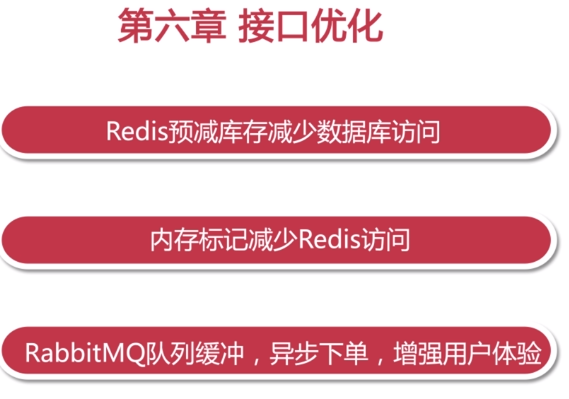 第六章 接口优化
Redis预减库存减少数据库访问
内存标记减少Redis访问
RabbitMQ队列缓冲，异步下单，增强用户体验